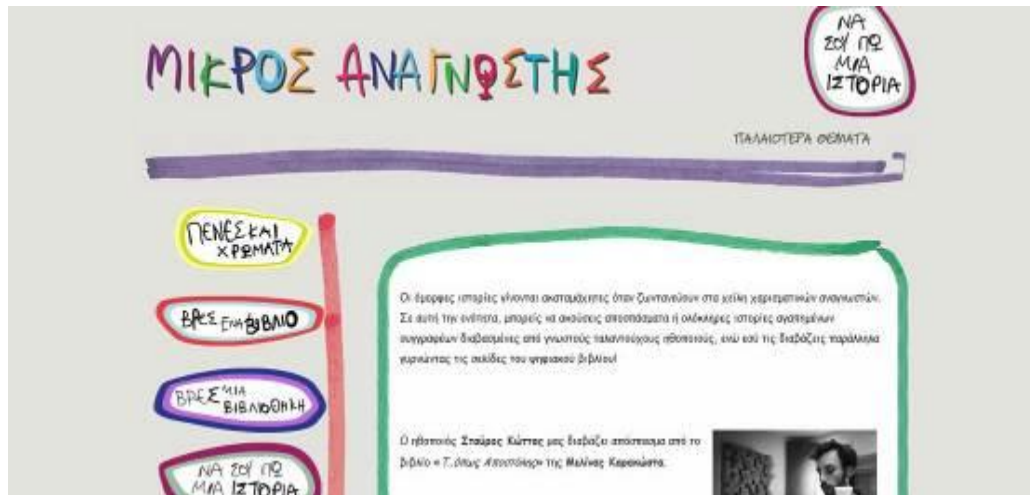 ΜΙΚΡΟΣ ΑΝΑΓΝΩΣΤΗΣ
ΝΑ
ΣΟΥ ΠΩ
ΜΙΑ
ΙΣΤΟΡΙΑ
ΠΑΛΑΙΟΤΕΡΑ ΘΕΜΑΤΑ
ΠΕΝΕΣ ΚΑΙ
ΧΡΩΜΑΤΑ
ΒΡΕΣ ΕΝΑ ΒΙΒΛΙΟ
ΒΡΕΣ ΜΙΑ
ΒΙΒΛΙΟΘΗΚΗ
ΝΑ ΣΟΥ ΠΩ
ΜΙΑ ΙΣΤΟΡΙΑ
Οι όμορφες ιστορίες γίνονται ακαταμάχητες όταν ζωντανεύουν στα χείλη χαρισματικών αναγνωστών.
Σε αυτή την ενότητα, μπορείς να ακούσεις αποσπάσματα ή ολόκληρες ιστορίες αγαπημένων
συγγραφέων διαβασμένες από γνωστούς ταλαντούχους ηθοποιούς, ενώ εσύ τις διαβάζεις παράλληλα
γυρνώντας τις σελίδες του ψηφιακού βιβλίου!
Ο ηθοποιός Σταύρος Κώττας μας διαβάζει απόσπασμα από το
βιβλίο «Τ, όπως Αποστόλης» της Μελίνας Καρακώστα.